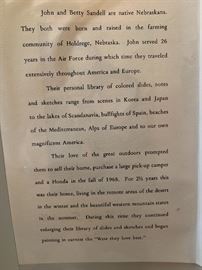 John and Betty Sandell are native Nebraskans.
They both were born and raised in the farming
community of Holdrege, Nebraska. John served 26
years in the Air Force during which time they traveled
extensively throughout America and Europe.
Their personal library of colored slides, notes
and sketches range from scenes in Korea and Japan
to the lakes of Scandanavia, bullfights of Spain, beaches
of the Mediterranean, Alps of Europe and to our own
magnificent America.
Their love of the great outdoors prompted
them to sell their home, purchase a large pick-up camper
and a Honda in the fall of 1968. For 2½ years this
was their home, living in the remote areas of the desert
in the winter and the beautiful western mountain states
in the summer. During this time they continued
enlarging their library of slides and sketches and began
painting in earnest the "West they love best."